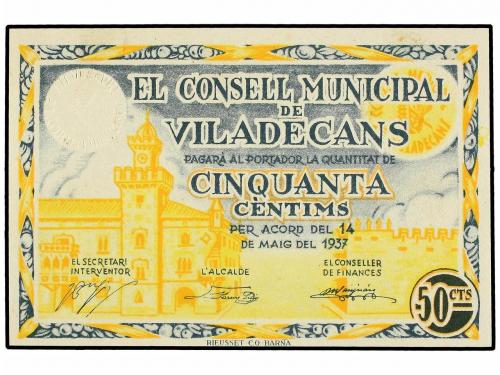 EL CONSELL MUNICIPAL
DE
VILADECANS
PAGARÀ AL PORTADOR LA QUANTITAT DE
CINQUANTA
CÈNTIMS
PER ACORD DEL 14
DE MAIG DEL 1937
EL SECRETARI
INTERVENTOR
L'ALCALDE
EL CONSELLER
DE FINANCES
50 CTS
RIEUSSET C.O. BARNA